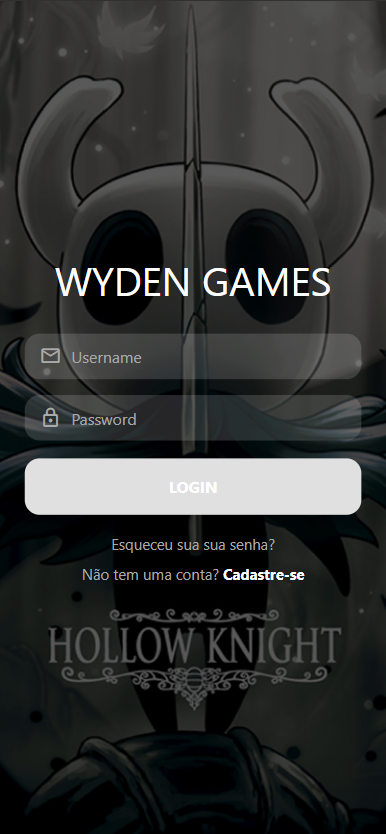 WYDEN GAMES
Username
Password
LOGIN
Esqueceu sua sua senha?
Não tem uma conta? Cadastre-se
HOLLOW KNIGHT